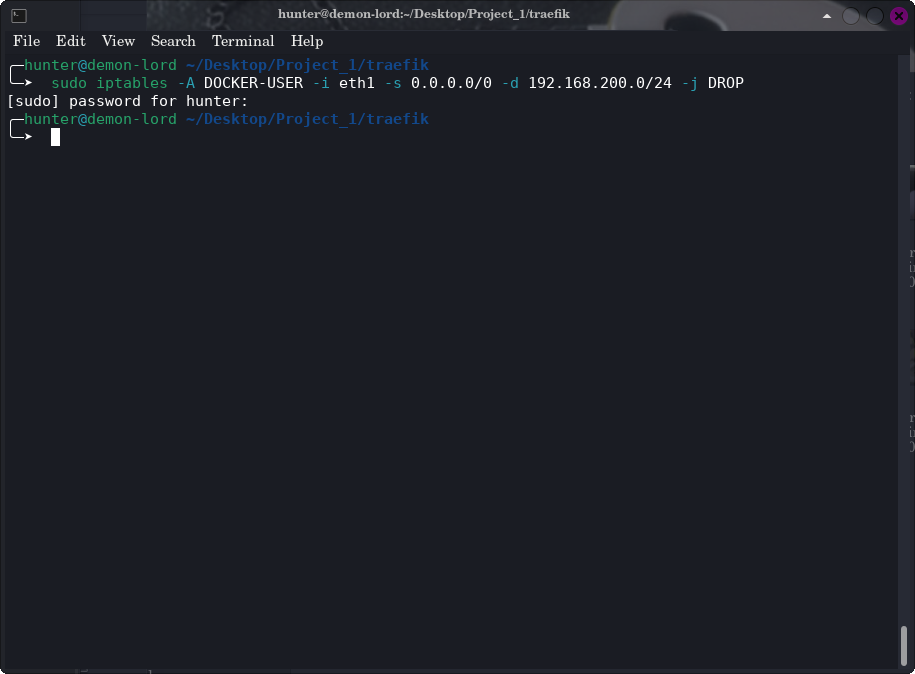 hunter@demon-lord:~/Desktop/Project_1/traefik
File Edit View Search Terminal Help
hunter@demon-lord ~/Desktop/Project_1/traefik
sudo iptables -A DOCKER-USER -i eth1 -s 0.0.0.0/0 -d 192.168.200.0/24 -j DROP
[sudo] password for hunter:
hunter@demon-lord ~/Desktop/Project_1/traefik